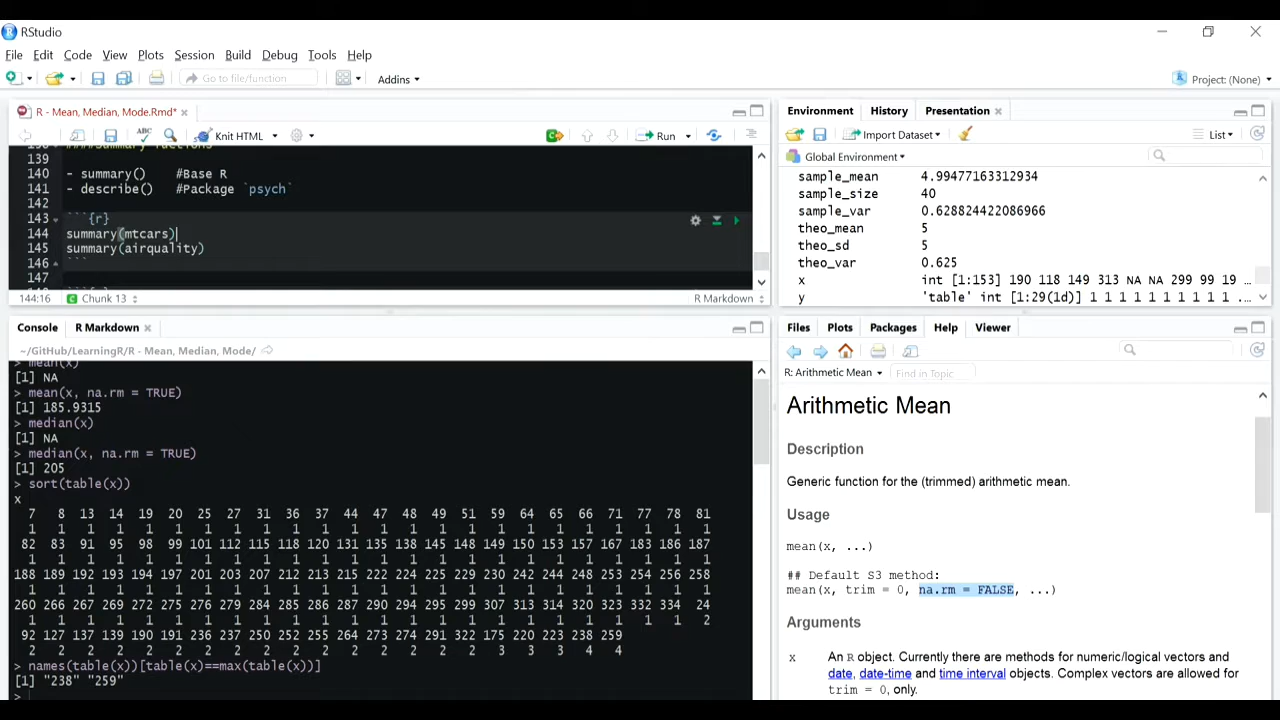 RStudio
File Edit Code View Plots Session Build Debug Tools Help
Go to file/function Addins Project: (None)
R - Mean, Median, Mode.Rmd*
ABC Knit HTML Run
139
140 - summary() #Base R
141 - describe() #Package `psych`
142
143 ```{r}
144 summary(mtcars)
145 summary(airquality)
146 ```
147
144:16 Chunk 13 R Markdown
Console R Markdown
~/GitHub/LearningR/R - Mean, Median, Mode/
> mean(x)
[1] NA
> mean(x, na.rm = TRUE)
[1] 185.9315
> median(x)
[1] NA
> median(x, na.rm = TRUE)
[1] 205
> sort(table(x))
x
7 8 13 14 19 20 25 27 31 36 37 44 47 48 49 51 59 64 65 66 71 77 78 81
1 1 1 1 1 1 1 1 1 1 1 1 1 1 1 1 1 1 1 1 1 1 1 1
82 83 91 95 98 99 101 112 115 118 120 131 135 138 145 148 149 150 153 157 167 183 186 187
1 1 1 1 1 1 1 1 1 1 1 1 1 1 1 1 1 1 1 1 1 1 1 1
188 189 192 193 194 197 201 203 207 212 213 215 222 224 225 229 230 242 244 248 253 254 256 258
1 1 1 1 1 1 1 1 1 1 1 1 1 1 1 1 1 1 1 1 1 1 1 1
260 266 267 269 272 275 276 279 284 285 286 287 290 294 295 299 307 313 314 320 323 332 334 24
1 1 1 1 1 1 1 1 1 1 1 1 1 1 1 1 1 1 1 1 1 1 1 2
92 127 137 139 190 191 236 237 250 252 255 264 273 274 291 322 175 220 223 238 259
2 2 2 2 2 2 2 2 2 2 2 2 2 2 2 2 3 3 3 4 4
> names(table(x))[table(x)==max(table(x))]
[1] "238" "259"
>
Environment History Presentation
Import Dataset List
Global Environment
sample_mean 4.99477163312934
sample_size 40
sample_var 0.628824422086966
theo_mean 5
theo_sd 5
theo_var 0.625
x int [1:153] 190 118 149 313 NA NA 299 99 19 ...
y 'table' int [1:29(1d)] 1 1 1 1 1 1 1 1 1 1 ...
Files Plots Packages Help Viewer
R: Arithmetic Mean Find in Topic
Arithmetic Mean
Description
Generic function for the (trimmed) arithmetic mean.
Usage
mean(x, ...)
## Default S3 method:
mean(x, trim = 0, na.rm = FALSE, ...)
Arguments
x An R object. Currently there are methods for numeric/logical vectors and
date, date-time and time interval objects. Complex vectors are allowed for
trim = 0, only.